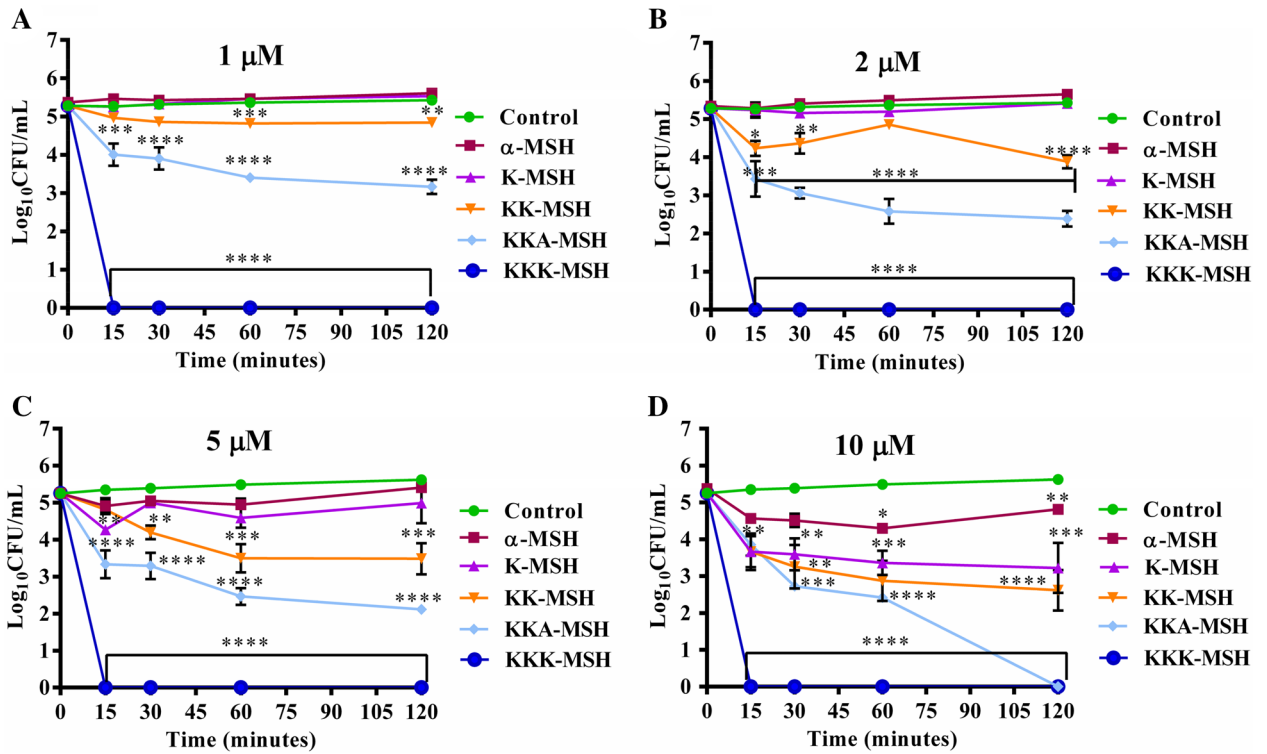 A
1 μM
Log10CFU/mL
7
6
5
4
3
2
1
0
***
**
***
****
****
****
****
0 15 30 45 60 75 90 105 120
Time (minutes)
Control
α-MSH
K-MSH
KK-MSH
KKA-MSH
KKK-MSH
B
2 μM
Log10CFU/mL
7
6
5
4
3
2
1
0
*
**
****
***
****
****
0 15 30 45 60 75 90 105 120
Time (minutes)
Control
α-MSH
K-MSH
KK-MSH
KKA-MSH
KKK-MSH
C
5 μM
Log10CFU/mL
7
6
5
4
3
2
1
0
**
**
***
***
****
****
****
****
****
0 15 30 45 60 75 90 105 120
Time (minutes)
Control
α-MSH
K-MSH
KK-MSH
KKA-MSH
KKK-MSH
D
10 μM
Log10CFU/mL
7
6
5
4
3
2
1
0
**
*
**
**
***
***
**
***
****
****
****
0 15 30 45 60 75 90 105 120
Time (minutes)
Control
α-MSH
K-MSH
KK-MSH
KKA-MSH
KKK-MSH